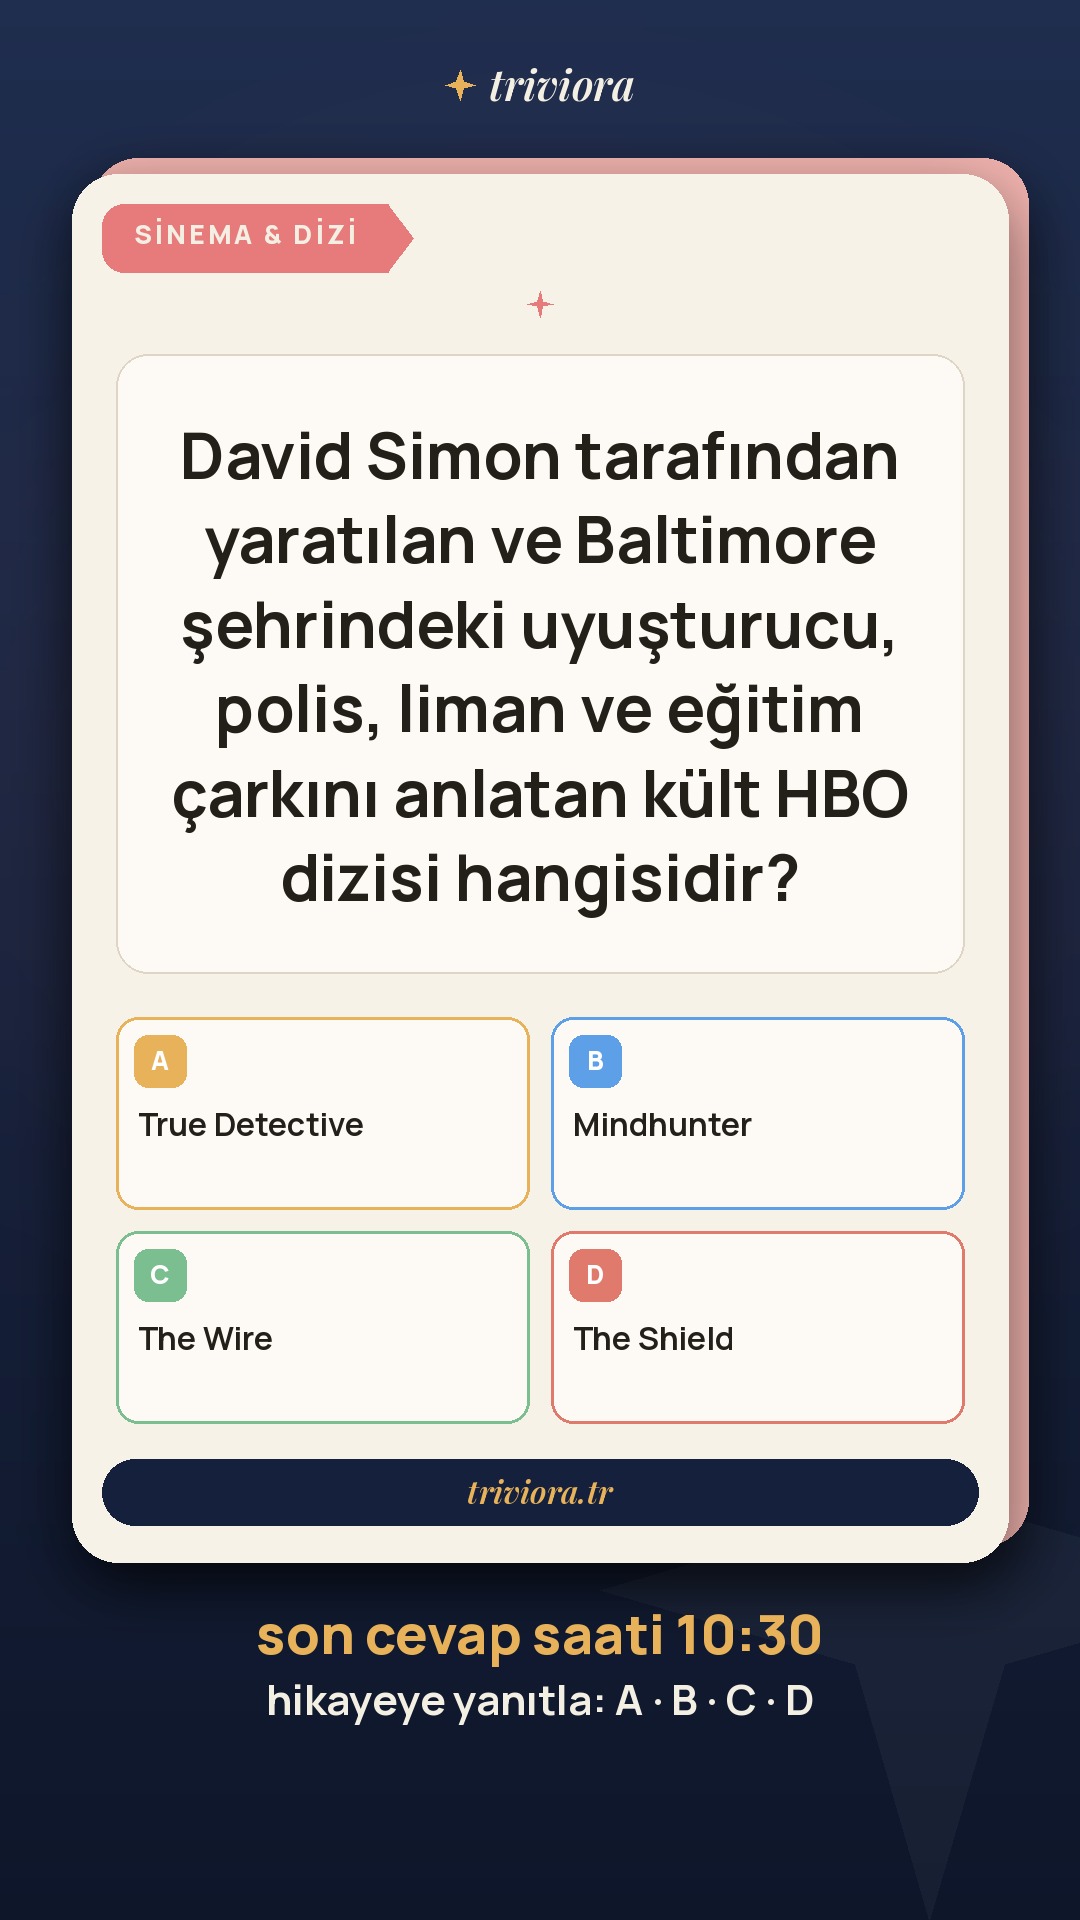 triviora
SİNEMA & DİZİ
David Simon tarafından
yaratılan ve Baltimore
şehrindeki uyuşturucu,
polis, liman ve eğitim
çarkını anlatan kült HBO
dizisi hangisidir?
A
True Detective
B
Mindhunter
C
The Wire
D
The Shield
triviora.tr
son cevap saati 10:30
hikayeye yanıtla: A · B · C · D